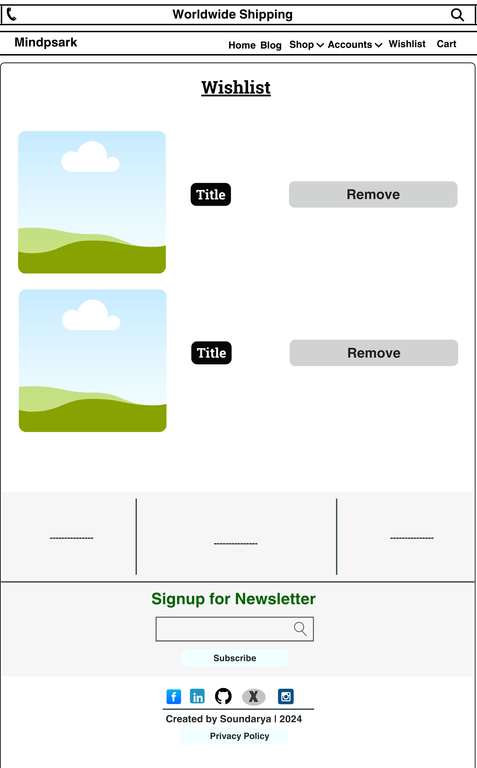 Worldwide Shipping
Mindpsark
Home Blog Shop Accounts Wishlist Cart
Wishlist
Title
Remove
Title
Remove
--------------- --------------- ---------------
Signup for Newsletter
Subscribe
f in X
Created by Soundarya | 2024
Privacy Policy